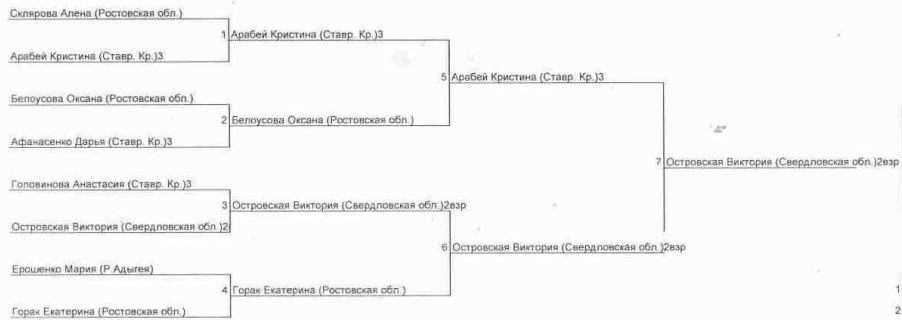 Склярова Алена (Ростовская обл.)
1 Арабей Кристина (Ставр. Кр.)3
Арабей Кристина (Ставр. Кр.)3
5 Арабей Кристина (Ставр. Кр.)3
Белоусова Оксана (Ростовская обл.)
2 Белоусова Оксана (Ростовская обл.)
Афанасенко Дарья (Ставр. Кр.)3
7 Островская Виктория (Свердловская обл.)2взр
Головинова Анастасия (Ставр. Кр.)3
3 Островская Виктория (Свердловская обл.)2взр
Островская Виктория (Свердловская обл.)2
6 Островская Виктория (Свердловская обл.)2взр
Ерошенко Мария (Р.Адыгея)
4 Горак Екатерина (Ростовская обл.)
1
Горак Екатерина (Ростовская обл.)
2